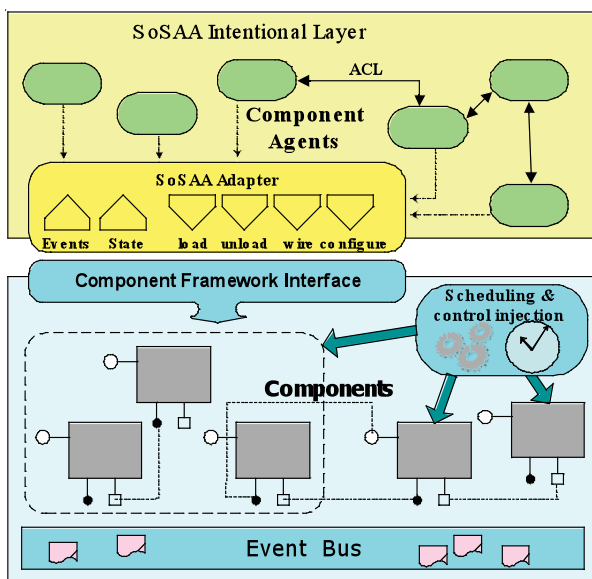 SoSAA Intentional Layer
ACL
Component
Agents
SoSAA Adapter
Events State load unload wire configure
Component Framework Interface
Scheduling &
control injection
Components
Event Bus